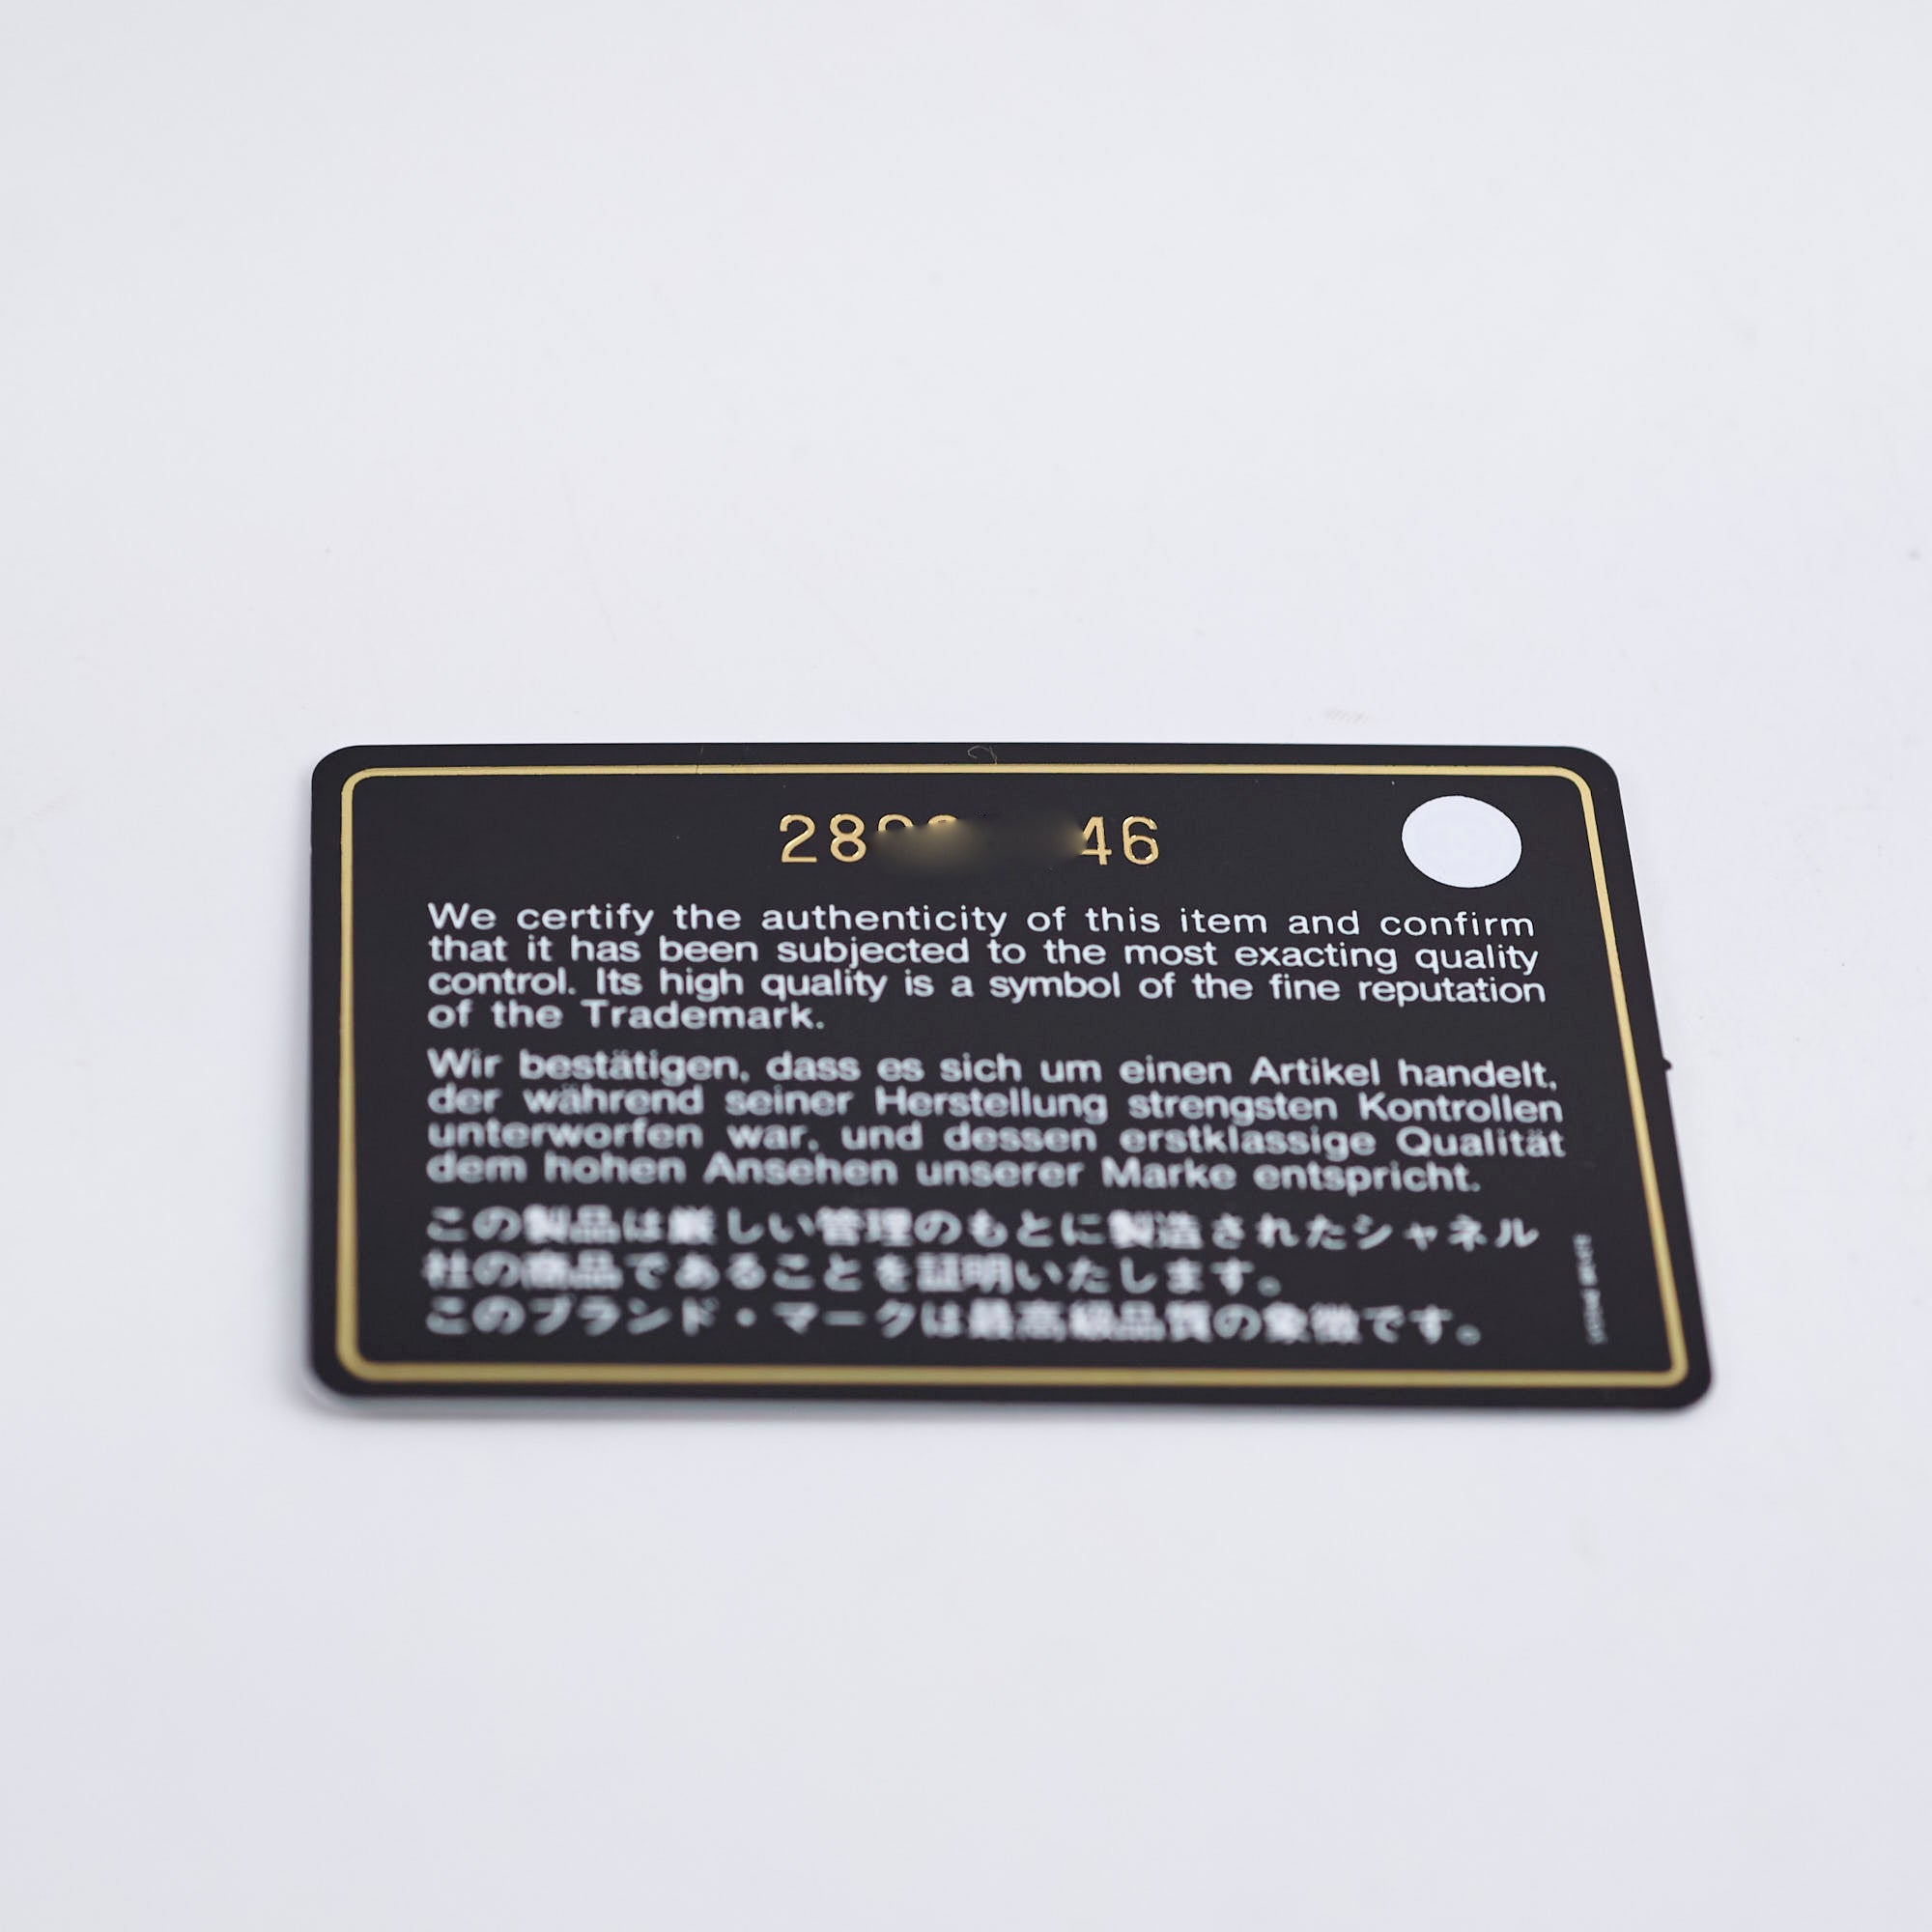 28 46
We certify the authenticity of this item and confirm
that it has been subjected to the most exacting quality
control. Its high quality is a symbol of the fine reputation
of the Trademark.
Wir bestätigen, dass es sich um einen Artikel handelt,
der während seiner Herstellung strengsten Kontrollen
unterworfen war, und dessen erstklassige Qualität
dem hohen Ansehen unserer Marke entspricht.
この製品は厳しい管理のもとに製造されたシャネル
社の商品であることを証明いたします。
このブランド・マークは最高級品質の象徴です。